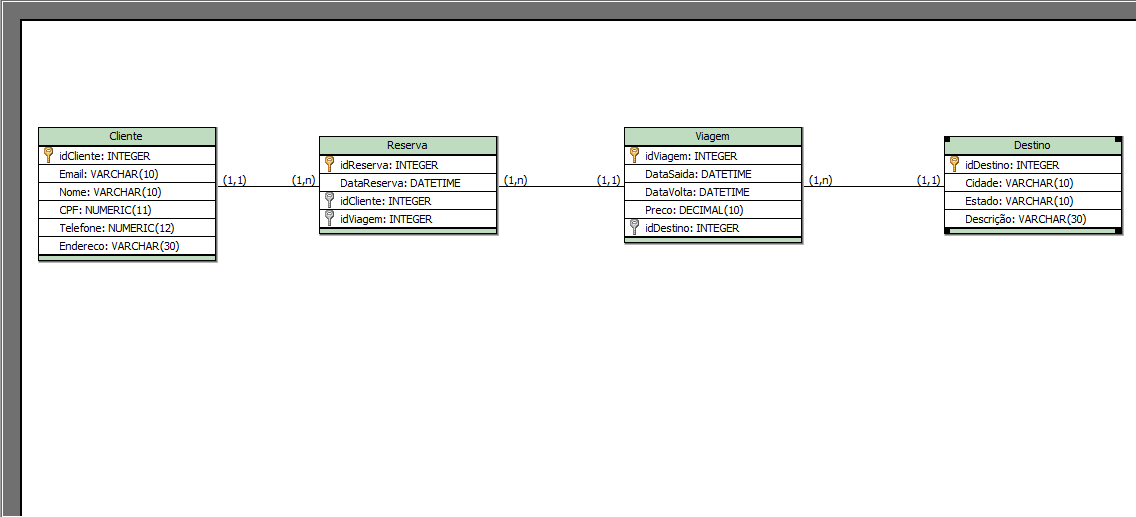 Cliente
idCliente: INTEGER
Email: VARCHAR(10)
Nome: VARCHAR(10)
CPF: NUMERIC(11)
Telefone: NUMERIC(12)
Endereco: VARCHAR(30)
(1,1)
(1,n)
Reserva
idReserva: INTEGER
DataReserva: DATETIME
idCliente: INTEGER
idViagem: INTEGER
(1,n)
(1,1)
Viagem
idViagem: INTEGER
DataSaida: DATETIME
DataVolta: DATETIME
Preco: DECIMAL(10)
idDestino: INTEGER
(1,n)
(1,1)
Destino
idDestino: INTEGER
Cidade: VARCHAR(10)
Estado: VARCHAR(10)
Descrição: VARCHAR(30)